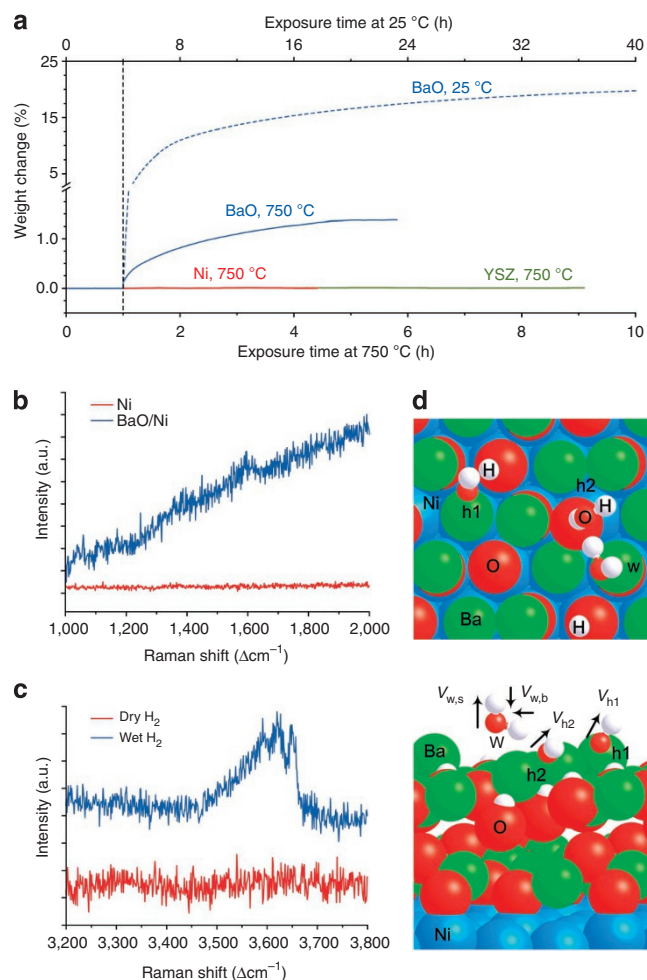 a
Exposure time at 25 °C (h)
0 8 12 16 20 24 28 32 36 40
25
15
5
1.0
0.0
Weight change (%)
BaO, 25 °C
BaO, 750 °C
Ni, 750 °C
YSZ, 750 °C
0 2 4 6 8 10
Exposure time at 750 °C (h)
b
Ni
BaO/Ni
Intensity (a.u.)
1,000 1,200 1,400 1,600 1,800 2,000
Raman shift (Δcm⁻¹)
c
Dry H₂
Wet H₂
Intensity (a.u.)
3,200 3,300 3,400 3,500 3,600 3,700 3,800
Raman shift (Δcm⁻¹)
d
H
h2
Ni
h1
O
H
O
w
Ba
H
V_w,s
V_w,b
V_h1
V_h2
W
Ba
h1
h2
O
Ni